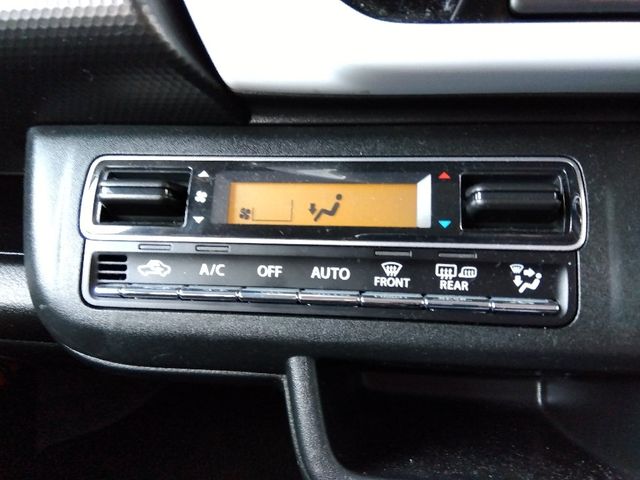 A/C OFF AUTO FRONT REAR